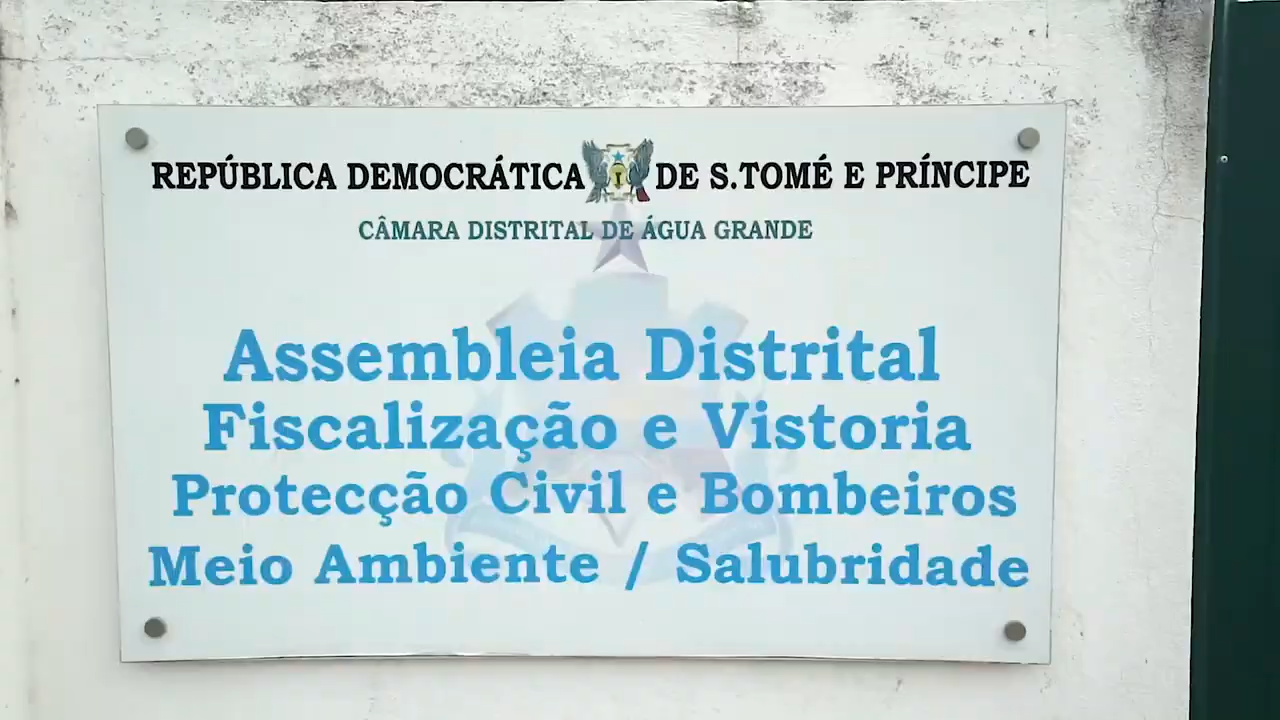 REPÚBLICA DEMOCRÁTICA DE S.TOMÉ E PRÍNCIPE
CÂMARA DISTRITAL DE ÁGUA GRANDE
Assembleia Distrital
Fiscalização e Vistoria
Protecção Civil e Bombeiros
Meio Ambiente / Salubridade